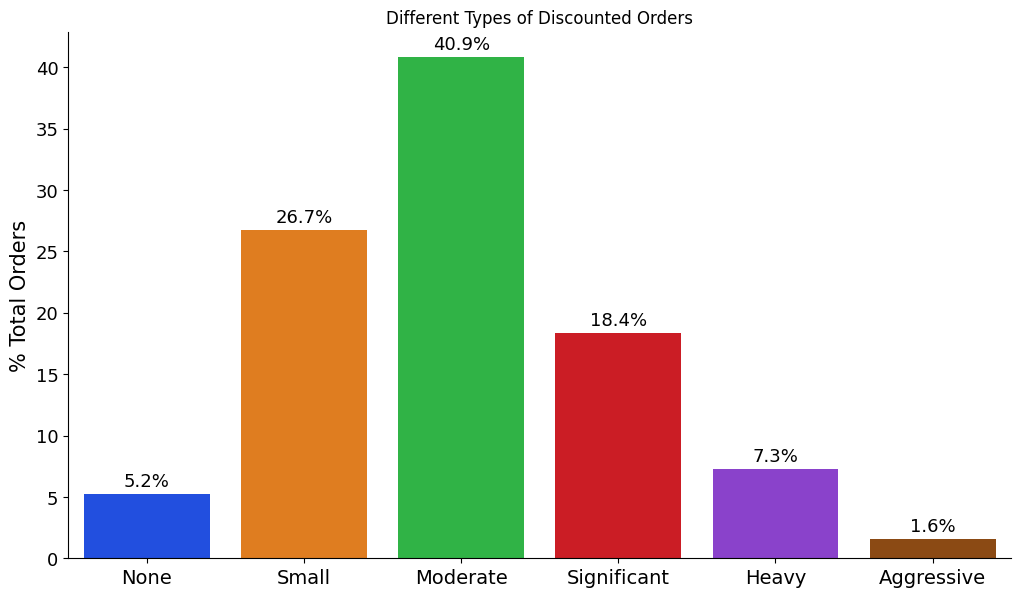 Different Types of Discounted Orders
% Total Orders
40
35
30
25
20
15
10
5
0
5.2%
26.7%
40.9%
18.4%
7.3%
1.6%
None
Small
Moderate
Significant
Heavy
Aggressive